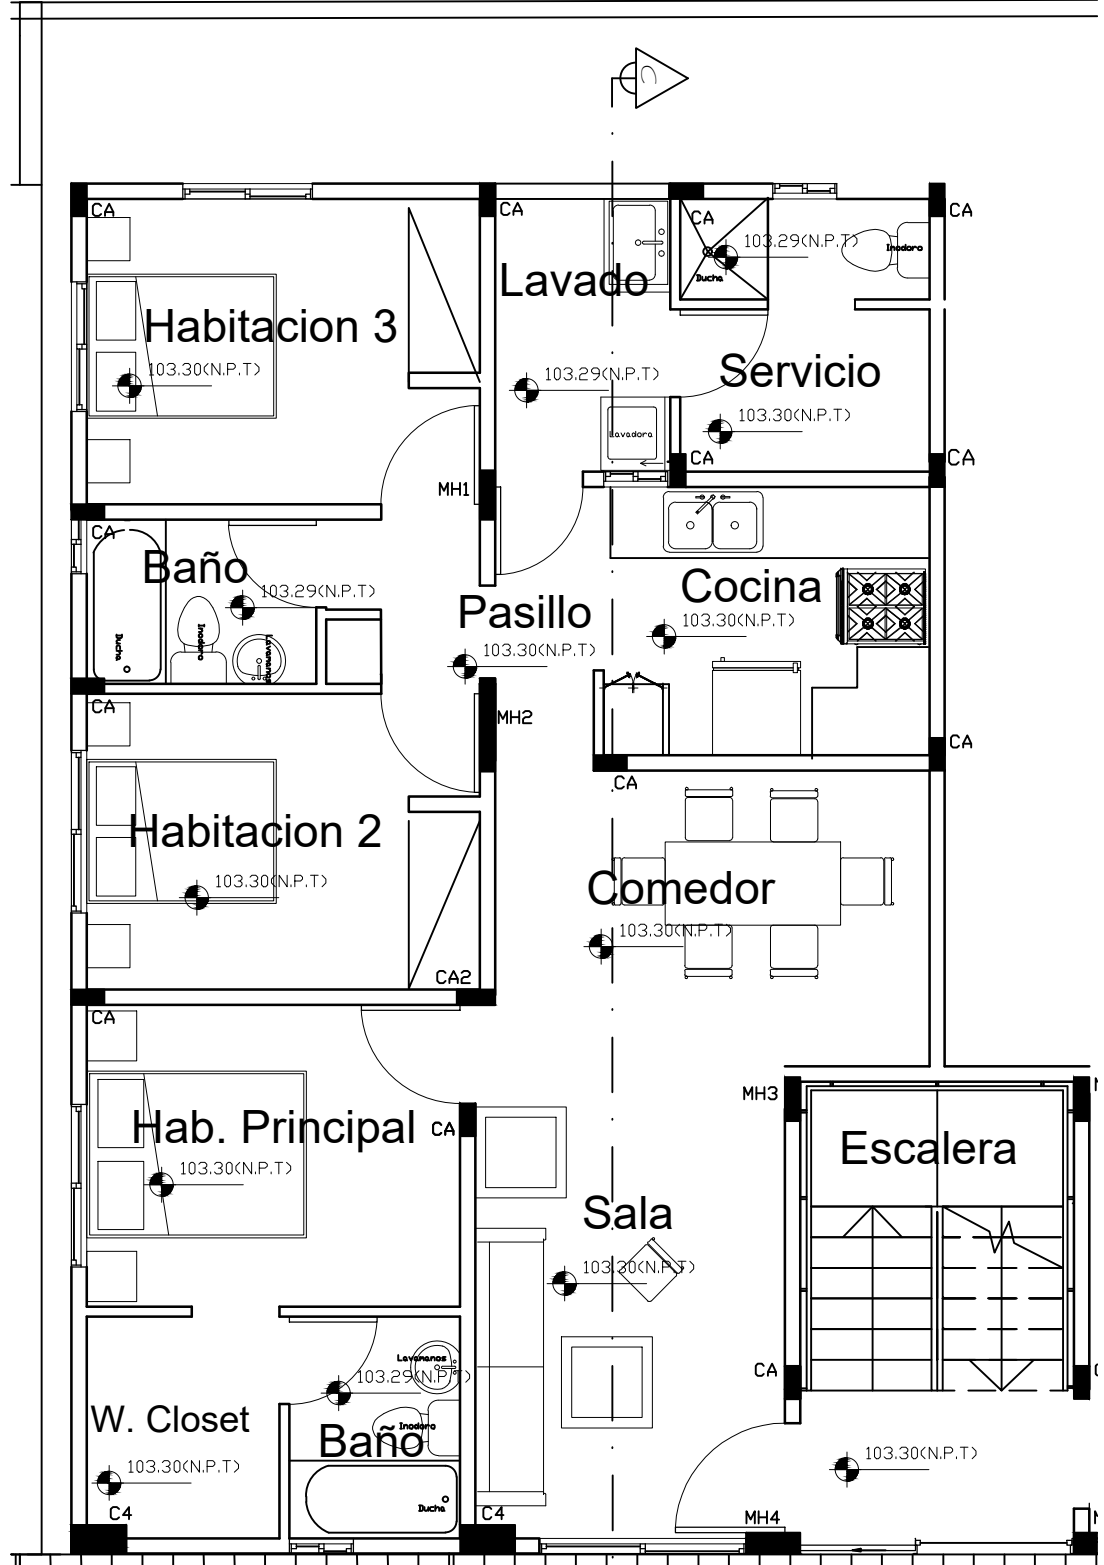 C
CA
CA
CA
CA
103.29(N.P.T)
Inodoro
Ducha
Lavado
Habitacion 3
103.30(N.P.T)
103.29(N.P.T)
Servicio
103.30(N.P.T)
Lavadora
CA
CA
MH1
CA
Baño
103.29(N.P.T)
Ducha
Inodoro
Lavamanos
Pasillo
103.30(N.P.T)
Cocina
103.30(N.P.T)
CA
MH2
CA
CA
Habitacion 2
103.30(N.P.T)
Comedor
103.30(N.P.T)
CA2
CA
MH3
Hab. Principal
CA
103.30(N.P.T)
Escalera
Sala
103.30(N.P.T)
Lavamanos
103.29(N.P.T)
CA
W. Closet
Inodoro
Baño
103.30(N.P.T)
103.30(N.P.T)
Ducha
C4
C4
MH4